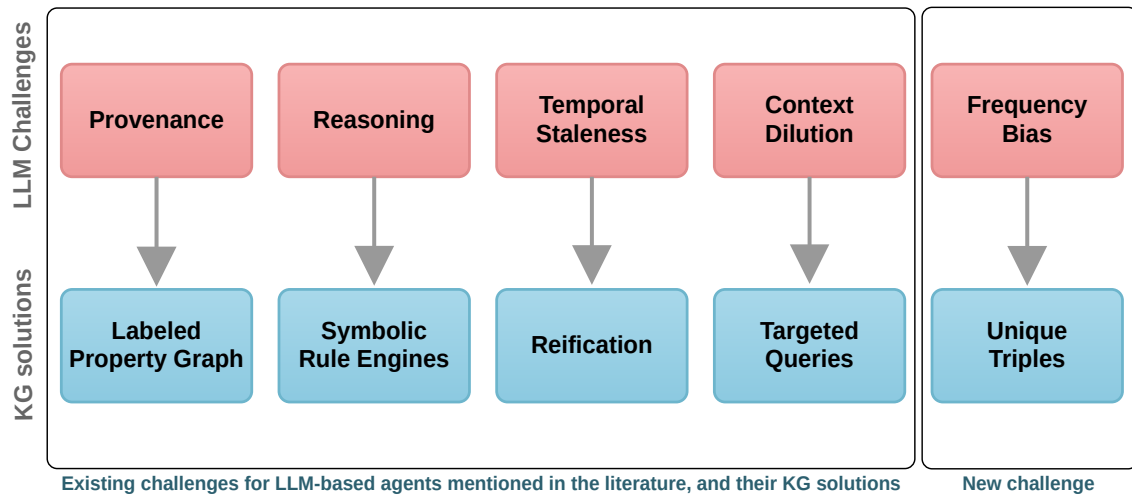 LLM Challenges
Provenance
Reasoning
Temporal
Staleness
Context
Dilution
Frequency
Bias
KG solutions
Labeled
Property Graph
Symbolic
Rule Engines
Reification
Targeted
Queries
Unique
Triples
Existing challenges for LLM-based agents mentioned in the literature, and their KG solutions
New challenge